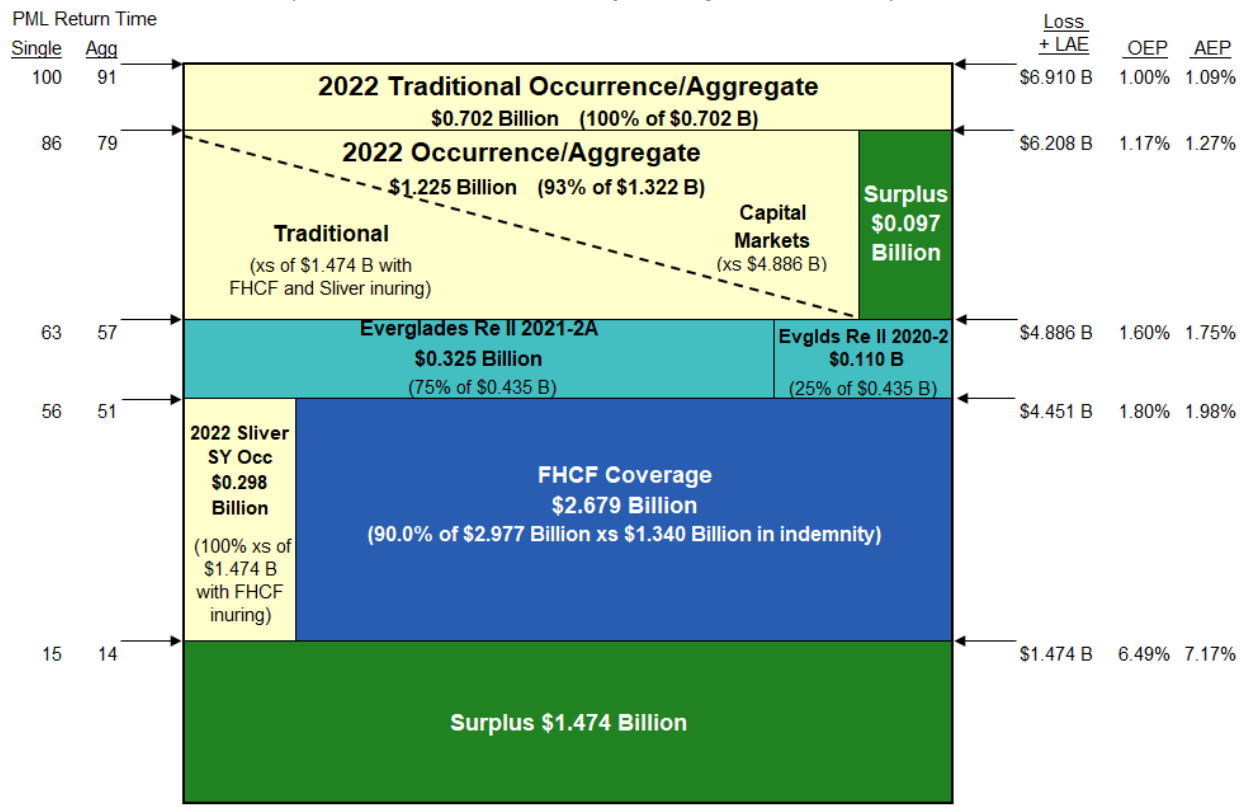 PML Return Time
Single Agg
Loss
+ LAE OEP AEP
100 91
$6.910 B 1.00% 1.09%
2022 Traditional Occurrence/Aggregate
$0.702 Billion (100% of $0.702 B)
86 79
$6.208 B 1.17% 1.27%
2022 Occurrence/Aggregate
$1.225 Billion (93% of $1.322 B)
Traditional
(xs of $1.474 B with
FHCF and Sliver inuring)
Capital
Markets
(xs $4.886 B)
Surplus
$0.097
Billion
63 57
$4.886 B 1.60% 1.75%
Everglades Re II 2021-2A
$0.325 Billion
(75% of $0.435 B)
Evglds Re II 2020-2
$0.110 B
(25% of $0.435 B)
56 51
$4.451 B 1.80% 1.98%
2022 Sliver
SY Occ
$0.298
Billion
(100% xs of
$1.474 B
with FHCF
inuring)
FHCF Coverage
$2.679 Billion
(90.0% of $2.977 Billion xs $1.340 Billion in indemnity)
15 14
$1.474 B 6.49% 7.17%
Surplus $1.474 Billion